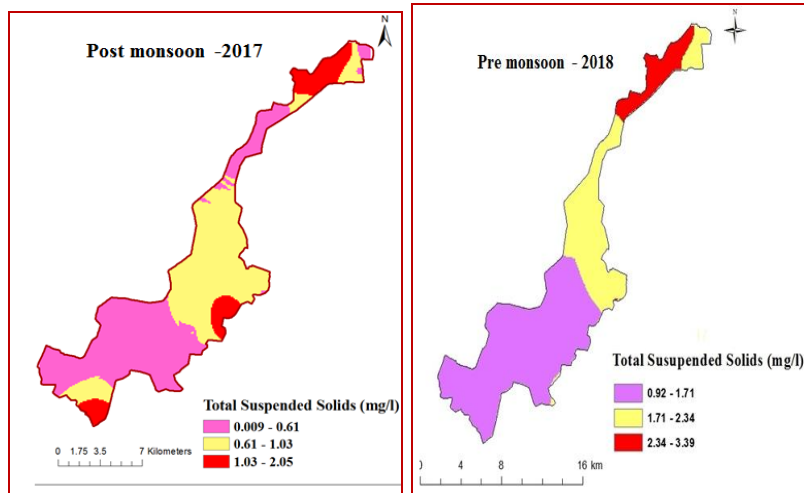 N
Post monsoon -2017
Total Suspended Solids (mg/l)
0.009 - 0.61
0.61 - 1.03
1.03 - 2.05
0 1.75 3.5 7 Kilometers
N
Pre monsoon - 2018
Total Susupended Solids (mg/l)
0.92 - 1.71
1.71 - 2.34
2.34 - 3.39
0 4 8 16 km